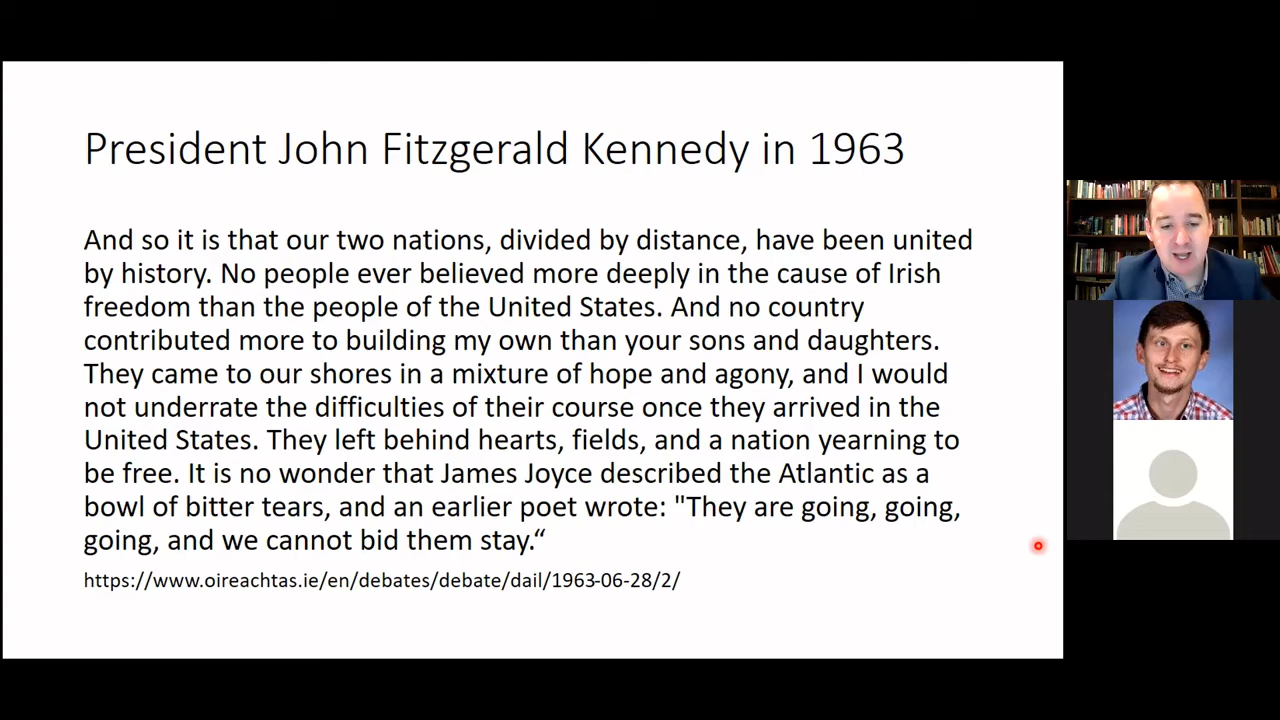 President John Fitzgerald Kennedy in 1963
And so it is that our two nations, divided by distance, have been united
by history. No people ever believed more deeply in the cause of Irish
freedom than the people of the United States. And no country
contributed more to building my own than your sons and daughters.
They came to our shores in a mixture of hope and agony, and I would
not underrate the difficulties of their course once they arrived in the
United States. They left behind hearts, fields, and a nation yearning to
be free. It is no wonder that James Joyce described the Atlantic as a
bowl of bitter tears, and an earlier poet wrote: "They are going, going,
going, and we cannot bid them stay.“
https://www.oireachtas.ie/en/debates/debate/dail/1963-06-28/2/